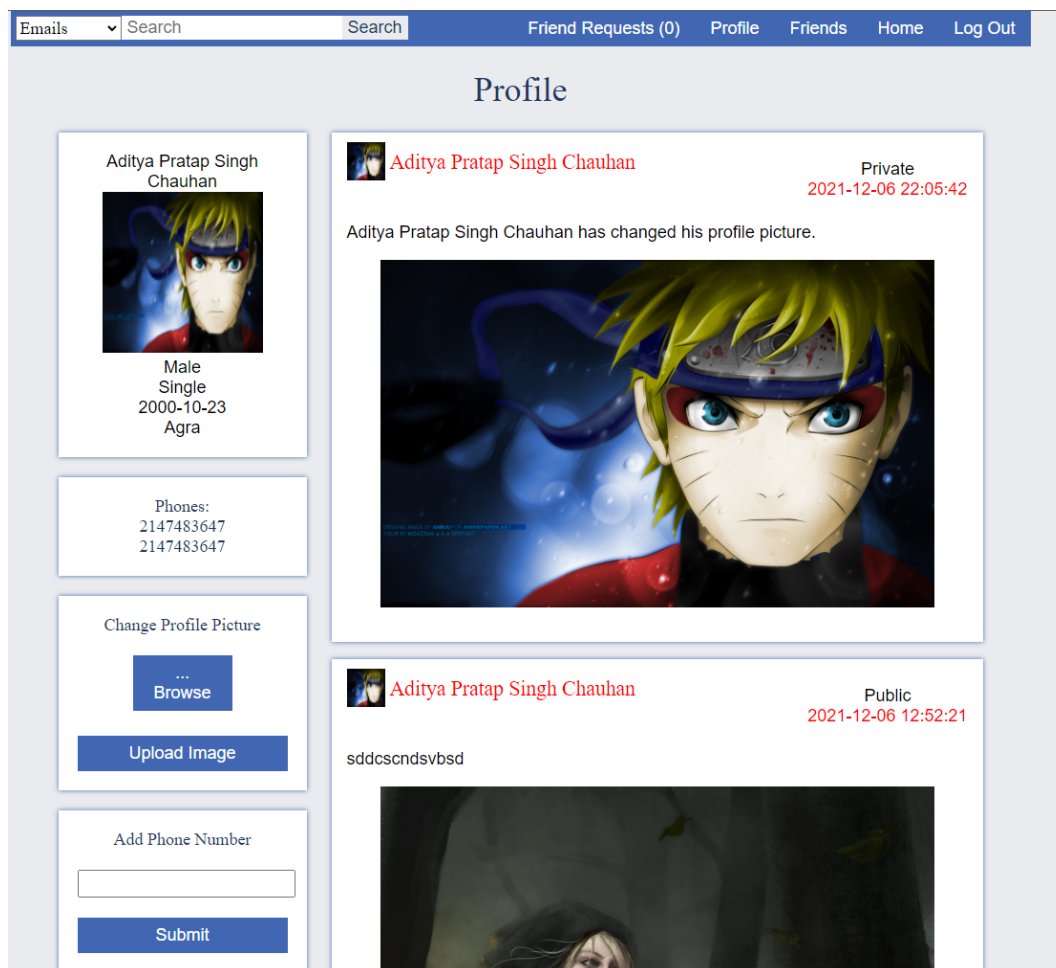 Emails Search Search Friend Requests (0) Profile Friends Home Log Out
Profile
Aditya Pratap Singh
Chauhan
Male
Single
2000-10-23
Agra
Phones:
2147483647
2147483647
Change Profile Picture
...
Browse
Upload Image
Add Phone Number
Submit
Aditya Pratap Singh Chauhan
Private
2021-12-06 22:05:42
Aditya Pratap Singh Chauhan has changed his profile picture.
Aditya Pratap Singh Chauhan
Public
2021-12-06 12:52:21
sddcscndsvbsd